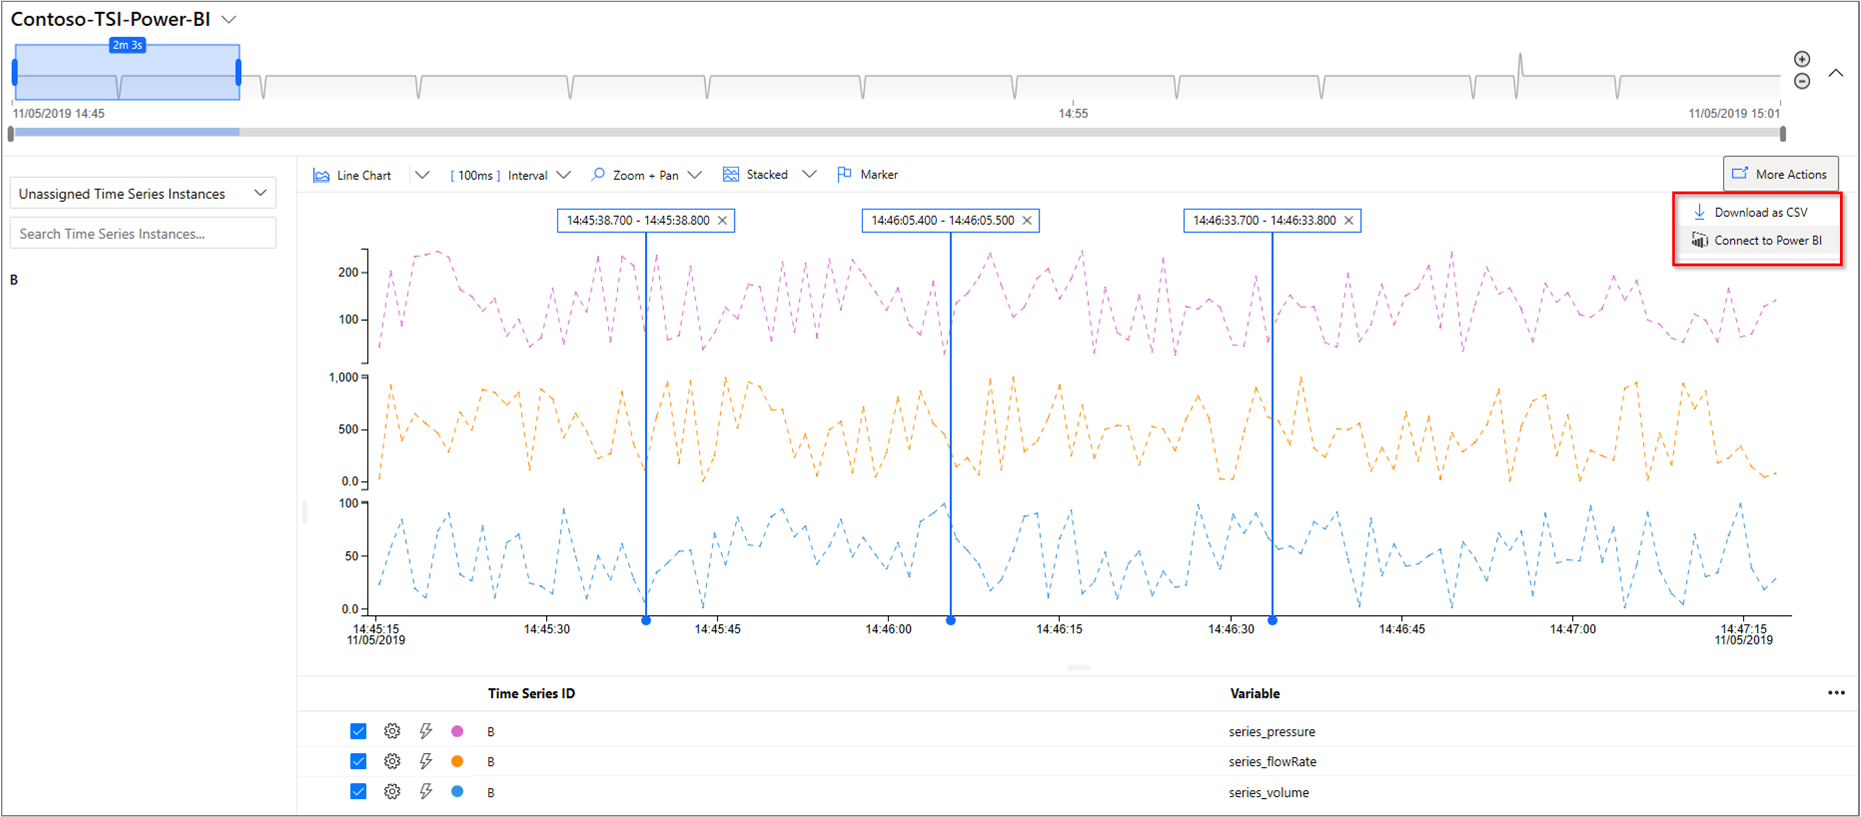 Contoso-TSI-Power-BI
2m 3s
11/05/2019 14:45
14:55
11/05/2019 15:01
Unassigned Time Series Instances
Search Time Series Instances...
B
Line Chart
[ 100ms ] Interval
Zoom + Pan
Stacked
Marker
More Actions
Download as CSV
Connect to Power BI
14:45:38.700 - 14:45:38.800
14:46:05.400 - 14:46:05.500
14:46:33.700 - 14:46:33.800
200
100
1,000
500
0.0
100
50
0.0
14:45:15
11/05/2019
14:45:30
14:45:45
14:46:00
14:46:15
14:46:30
14:46:45
14:47:00
14:47:15
11/05/2019
Time Series ID
Variable
B
series_pressure
B
series_flowRate
B
series_volume